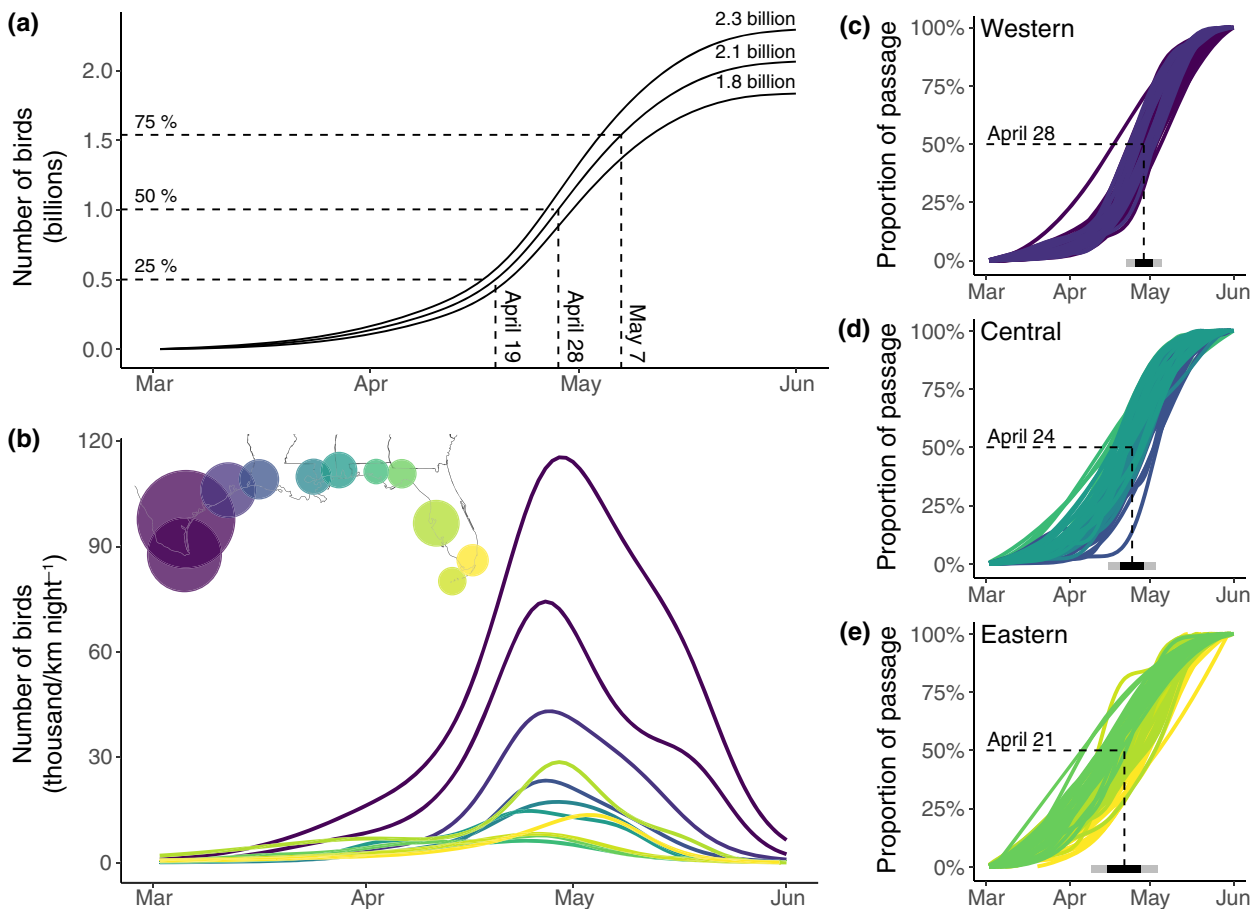 (a)
Number of birds
(billions)
2.0
1.5
1.0
0.5
0.0
75 %
50 %
25 %
2.3 billion
2.1 billion
1.8 billion
April 19
April 28
May 7
Mar
Apr
May
Jun
(b)
Number of birds
(thousand/km night⁻¹)
120
90
60
30
0
Mar
Apr
May
Jun
(c)
Western
Proportion of passage
100%
75%
50%
25%
0%
April 28
Mar
Apr
May
Jun
(d)
Central
Proportion of passage
100%
75%
50%
25%
0%
April 24
Mar
Apr
May
Jun
(e)
Eastern
Proportion of passage
100%
75%
50%
25%
0%
April 21
Mar
Apr
May
Jun